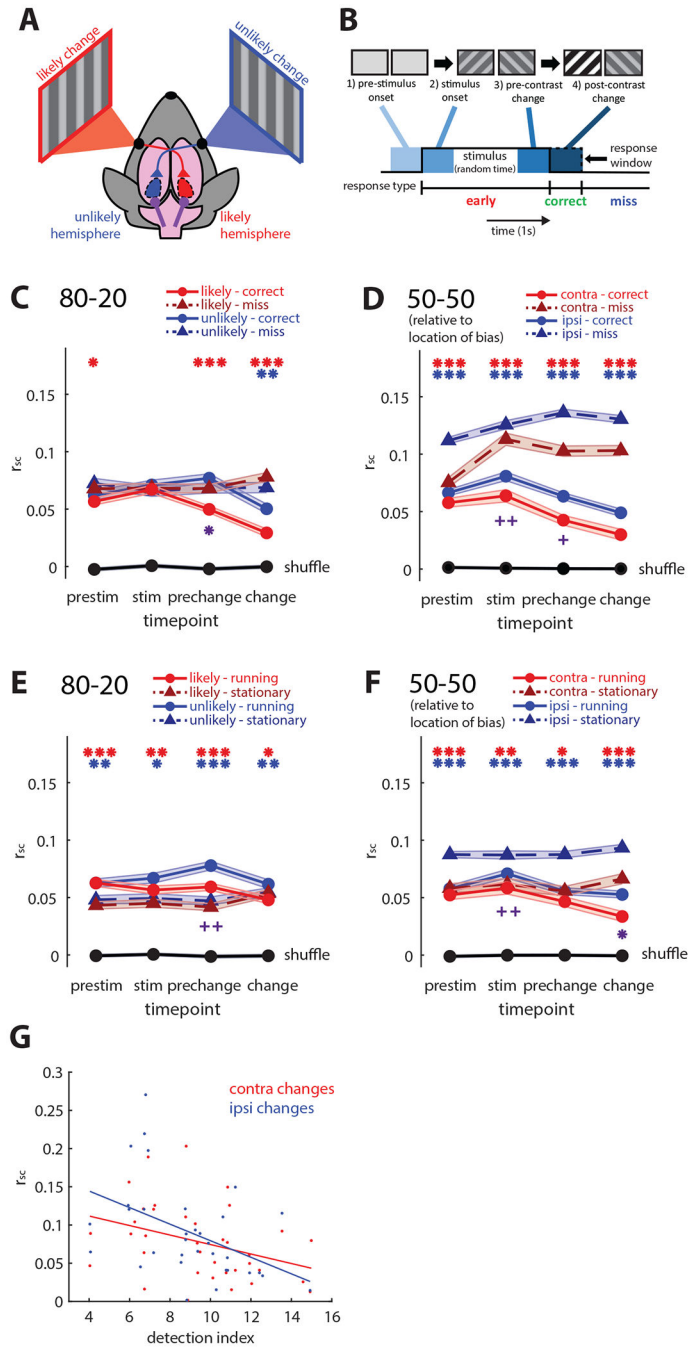 A
likely change
unlikely change
unlikely
hemisphere
likely
hemisphere
B
1) pre-stimulus
onset
2) stimulus
onset
3) pre-contrast
change
4) post-contrast
change
stimulus
(random time)
response
window
response type
early
correct
miss
time (1s)
C
80-20
likely - correct
likely - miss
unlikely - correct
unlikely - miss
***
***
*
**
0.15
0.1
0.05
0
rsc
*
shuffle
prestim stim prechange change
timepoint
D
50-50
(relative to
location of bias)
contra - correct
contra - miss
ipsi - correct
ipsi - miss
*** *** *** ***
*** *** *** ***
0.15
0.1
0.05
0
rsc
++
+
shuffle
prestim stim prechange change
timepoint
E
80-20
likely - running
likely - stationary
unlikely - running
unlikely - stationary
*** ** *** *
** * *** **
0.15
0.1
0.05
0
rsc
++
shuffle
prestim stim prechange change
timepoint
F
50-50
(relative to
location of bias)
contra - running
contra - stationary
ipsi - running
ipsi - stationary
*** ** * ***
*** *** *** ***
0.15
0.1
0.05
0
rsc
++
*
shuffle
prestim stim prechange change
timepoint
G
contra changes
ipsi changes
0.3
0.25
0.2
0.15
0.1
0.05
0
rsc
4 6 8 10 12 14 16
detection index